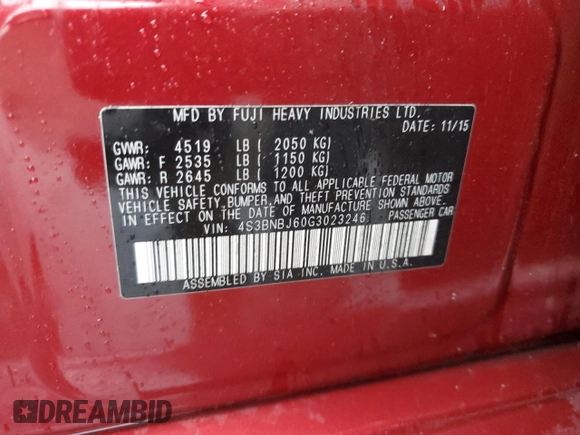 MFD BY FUJI HEAVY INDUSTRIES LTD.
DATE: 11/15
GVWR: 4519 LB ( 2050 KG)
GAWR: F 2535 LB ( 1150 KG)
GAWR: R 2645 LB ( 1200 KG)
THIS VEHICLE CONFORMS TO ALL APPLICABLE FEDERAL MOTOR
VEHICLE SAFETY,BUMPER,AND THEFT PREVENTION STANDARDS
IN EFFECT ON THE DATE OF MANUFACTURE SHOWN ABOVE.
VIN: 4S3BNBJ60G3023246 PASSENGER CAR
ASSEMBLED BY SIA INC. MADE IN U.S.A.
DREAMBID